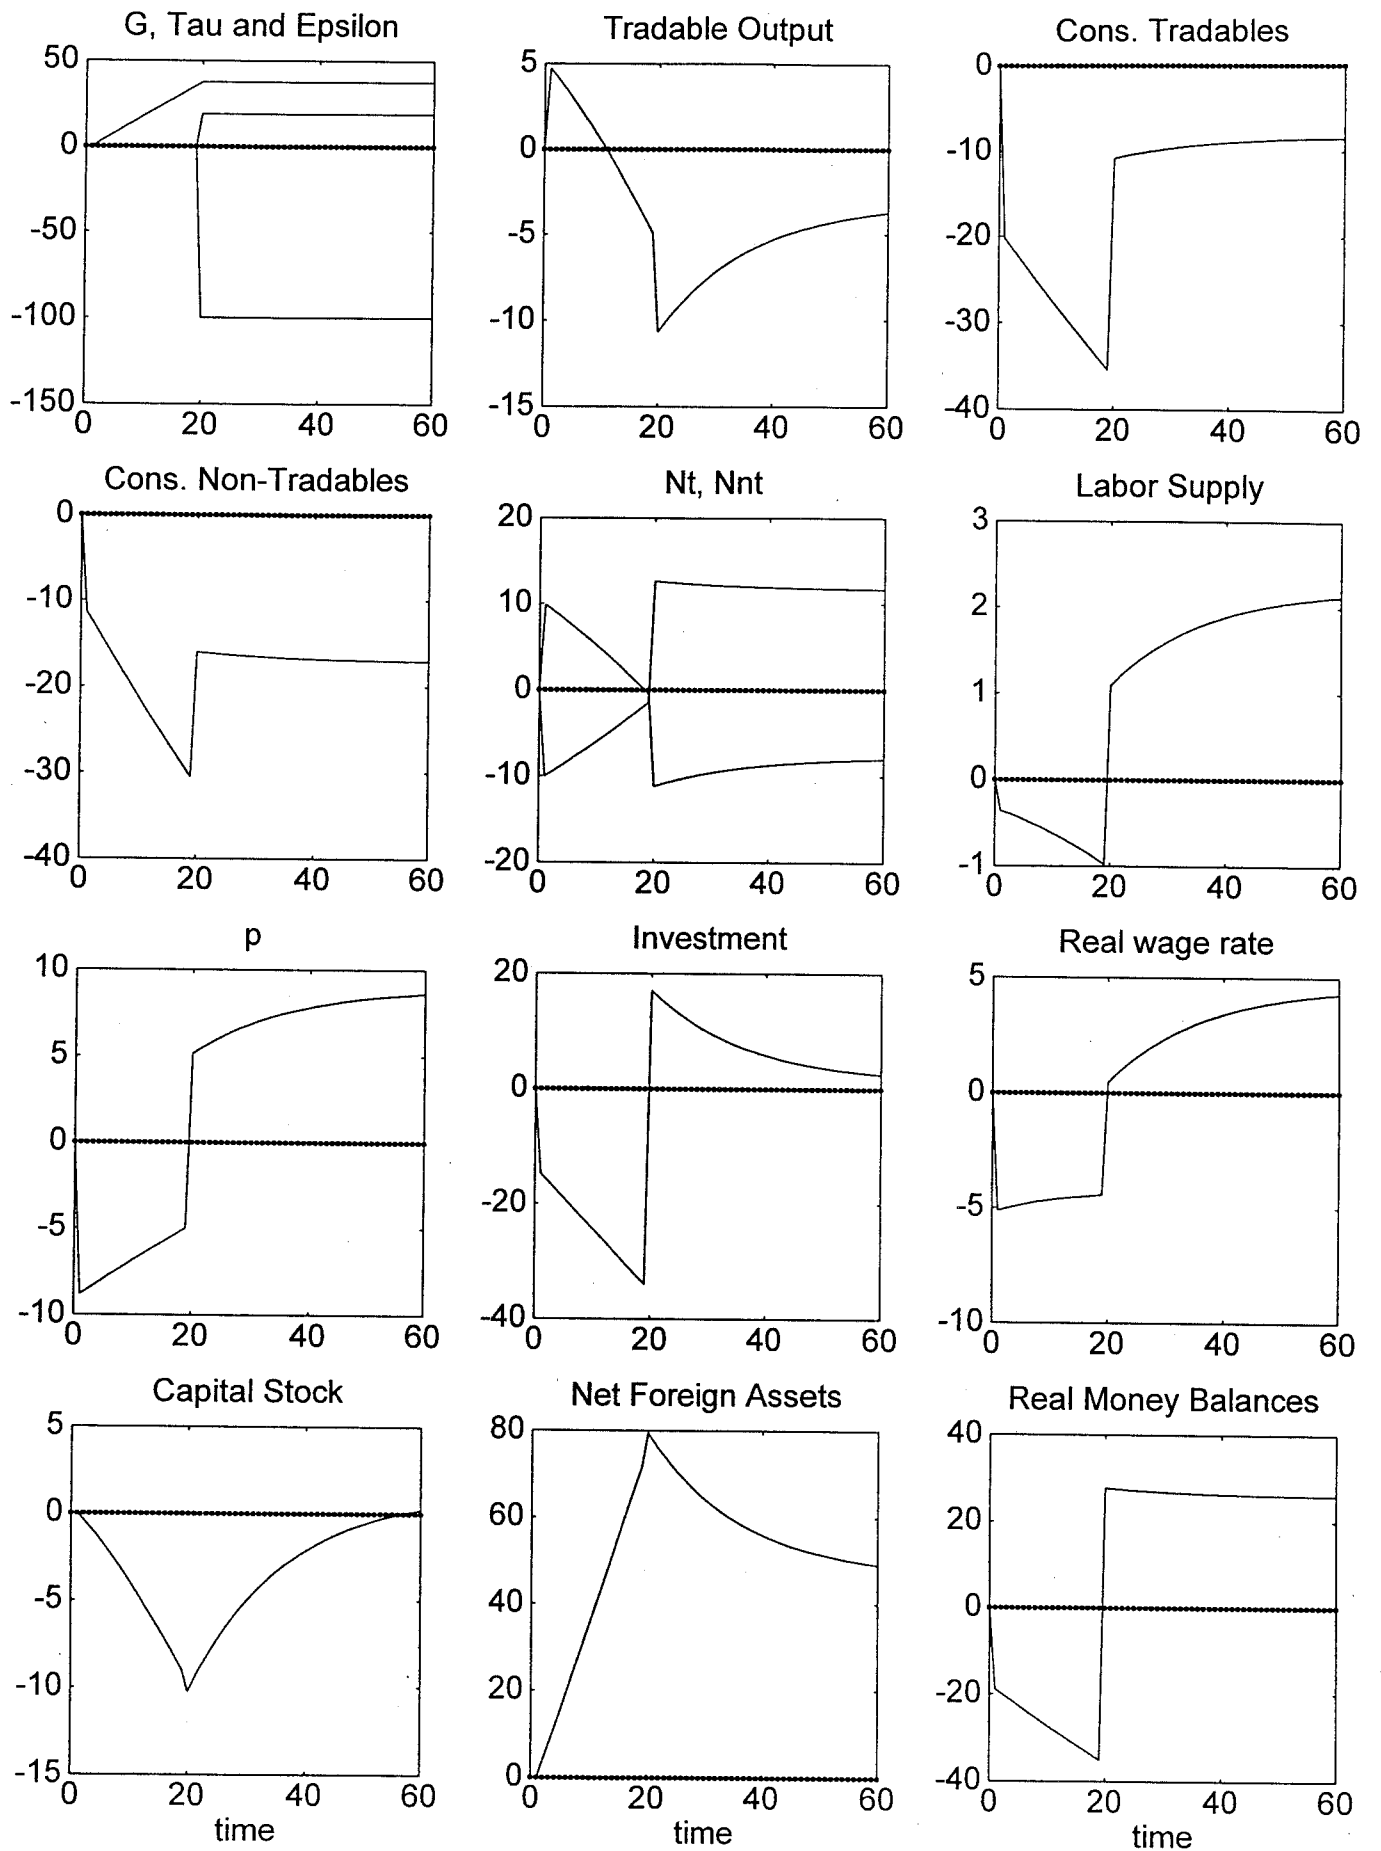 G, Tau and Epsilon
50
0
-50
-100
-150
0 20 40 60
Tradable Output
5
0
-5
-10
-15
0 20 40 60
Cons. Tradables
0
-10
-20
-30
-40
0 20 40 60
Cons. Non-Tradables
0
-10
-20
-30
-40
0 20 40 60
Nt, Nnt
20
10
0
-10
-20
0 20 40 60
Labor Supply
3
2
1
0
-1
0 20 40 60
p
10
5
0
-5
-10
0 20 40 60
Investment
20
0
-20
-40
0 20 40 60
Real wage rate
5
0
-5
-10
0 20 40 60
Capital Stock
5
0
-5
-10
-15
0 20 40 60
time
Net Foreign Assets
80
60
40
20
0
0 20 40 60
time
Real Money Balances
40
20
0
-20
-40
0 20 40 60
time